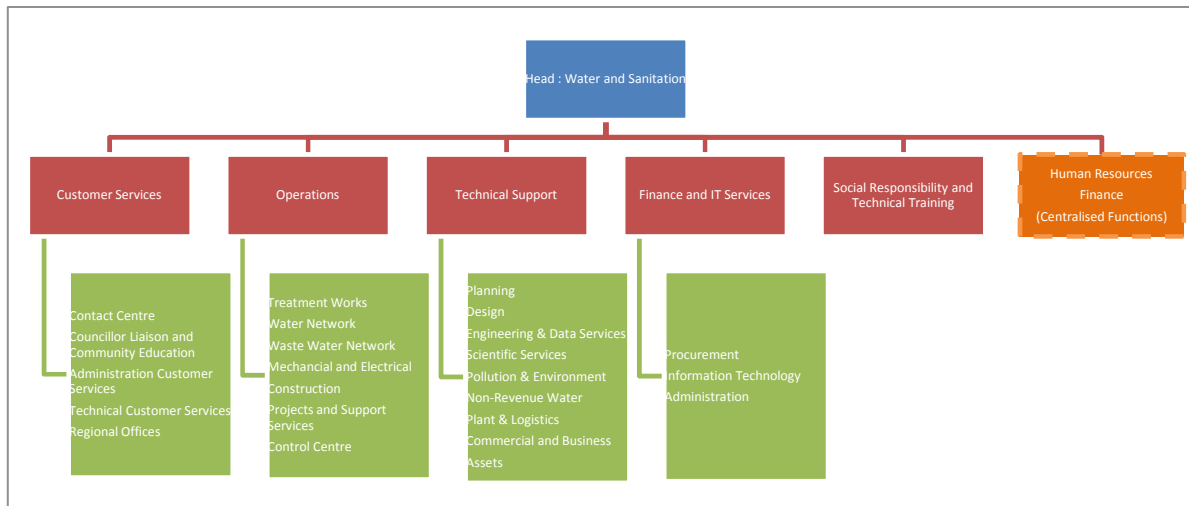 Head : Water and Sanitation
Customer Services
Operations
Technical Support
Finance and IT Services
Social Responsibility and
Technical Training
Human Resources
Finance
(Centralised Functions)
Contact Centre
Councillor Liaison and
Community Education
Administration Customer
Services
Technical Customer Services
Regional Offices
Treatment Works
Water Network
Waste Water Network
Mechancial and Electrical
Construction
Projects and Support
Services
Control Centre
Planning
Design
Engineering & Data Services
Scientific Services
Pollution & Environment
Non-Revenue Water
Plant & Logistics
Commercial and Business
Assets
Procurement
Information Technology
Administration